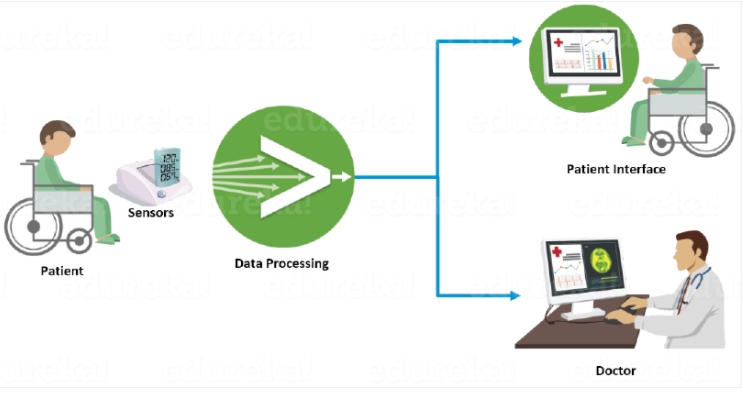 edureka!
Patient Interface
Sensors
Data Processing
Patient
Doctor